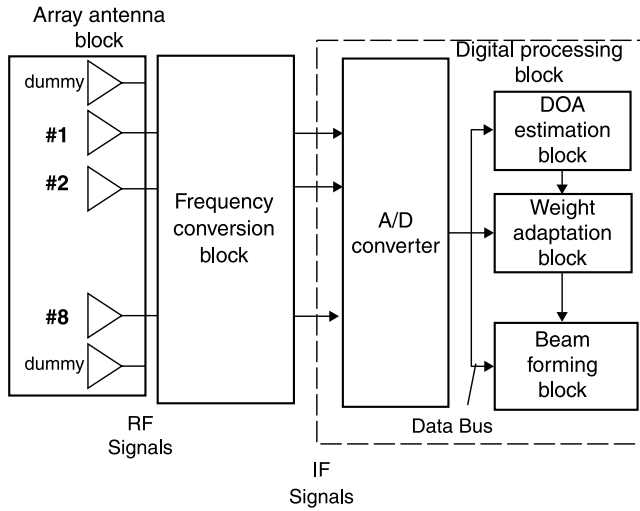 Array antenna
block
dummy
#1
#2
#8
dummy
RF
Signals
Frequency
conversion
block
IF
Signals
Digital processing
block
A/D
converter
DOA
estimation
block
Weight
adaptation
block
Beam
forming
block
Data Bus